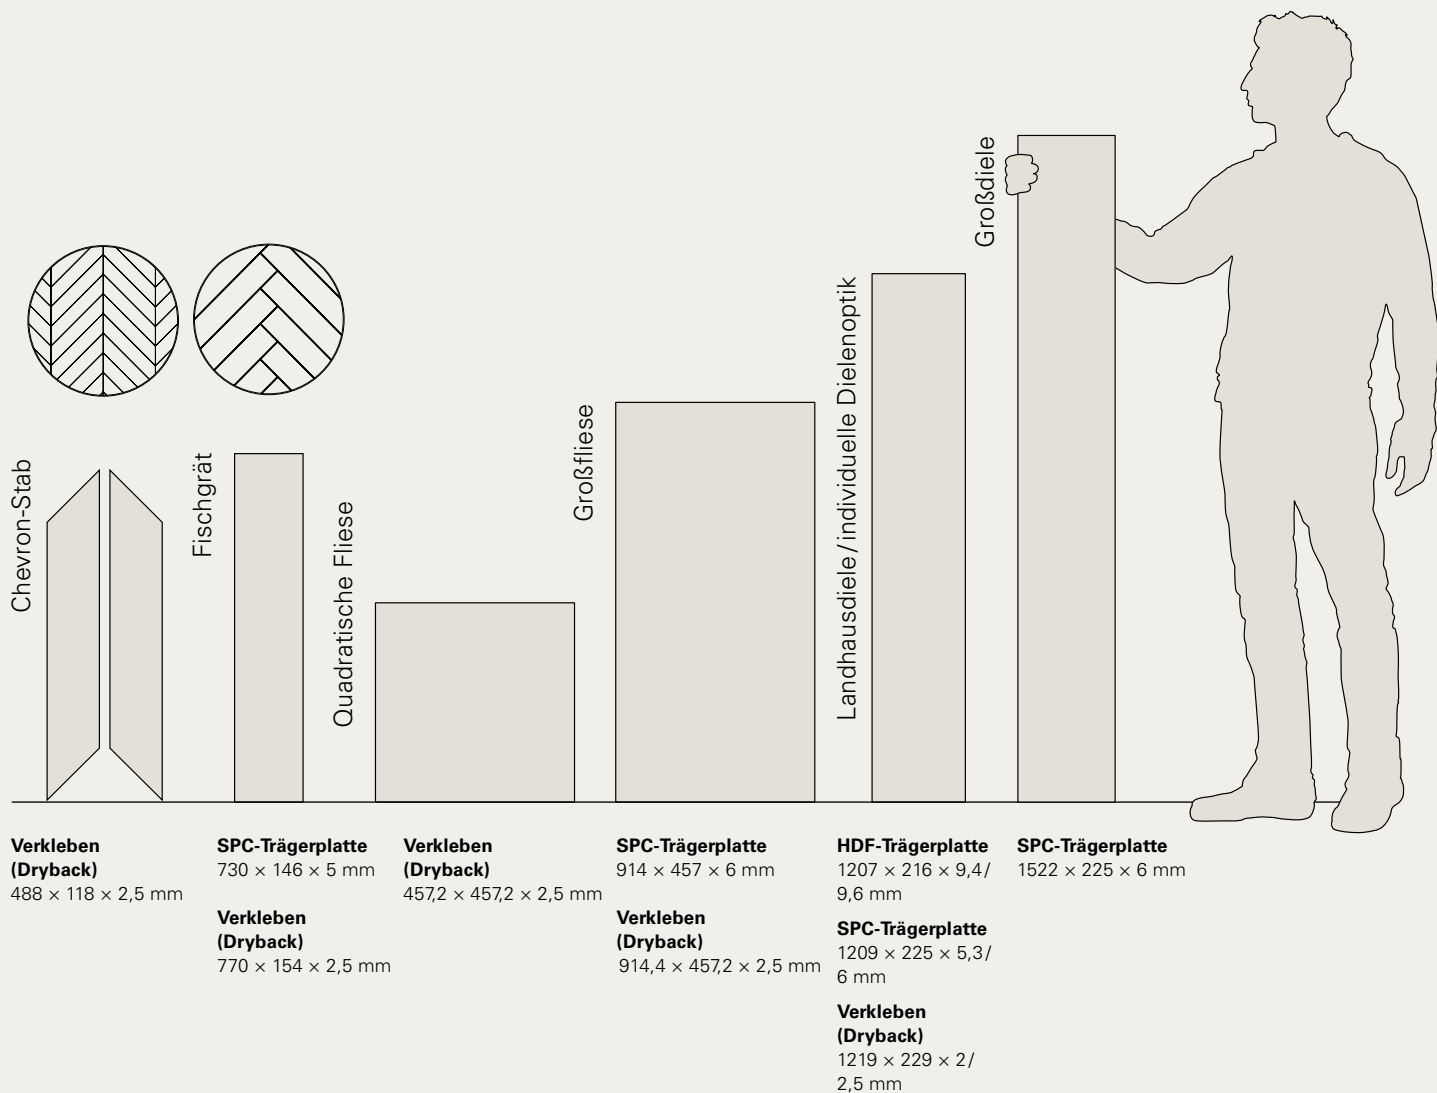 Chevron-Stab
Fischgrät
Quadratische Fliese
Großfliese
Landhausdiele/individuelle Dielenoptik
Großdiele
Verkleben
(Dryback)
488 × 118 × 2,5 mm
SPC-Trägerplatte
730 × 146 × 5 mm
Verkleben
(Dryback)
770 × 154 × 2,5 mm
Verkleben
(Dryback)
457,2 × 457,2 × 2,5 mm
SPC-Trägerplatte
914 × 457 × 6 mm
Verkleben
(Dryback)
914,4 × 457,2 × 2,5 mm
HDF-Trägerplatte
1207 × 216 × 9,4/
9,6 mm
SPC-Trägerplatte
1209 × 225 × 5,3/
6 mm
Verkleben
(Dryback)
1219 × 229 × 2/
2,5 mm
SPC-Trägerplatte
1522 × 225 × 6 mm